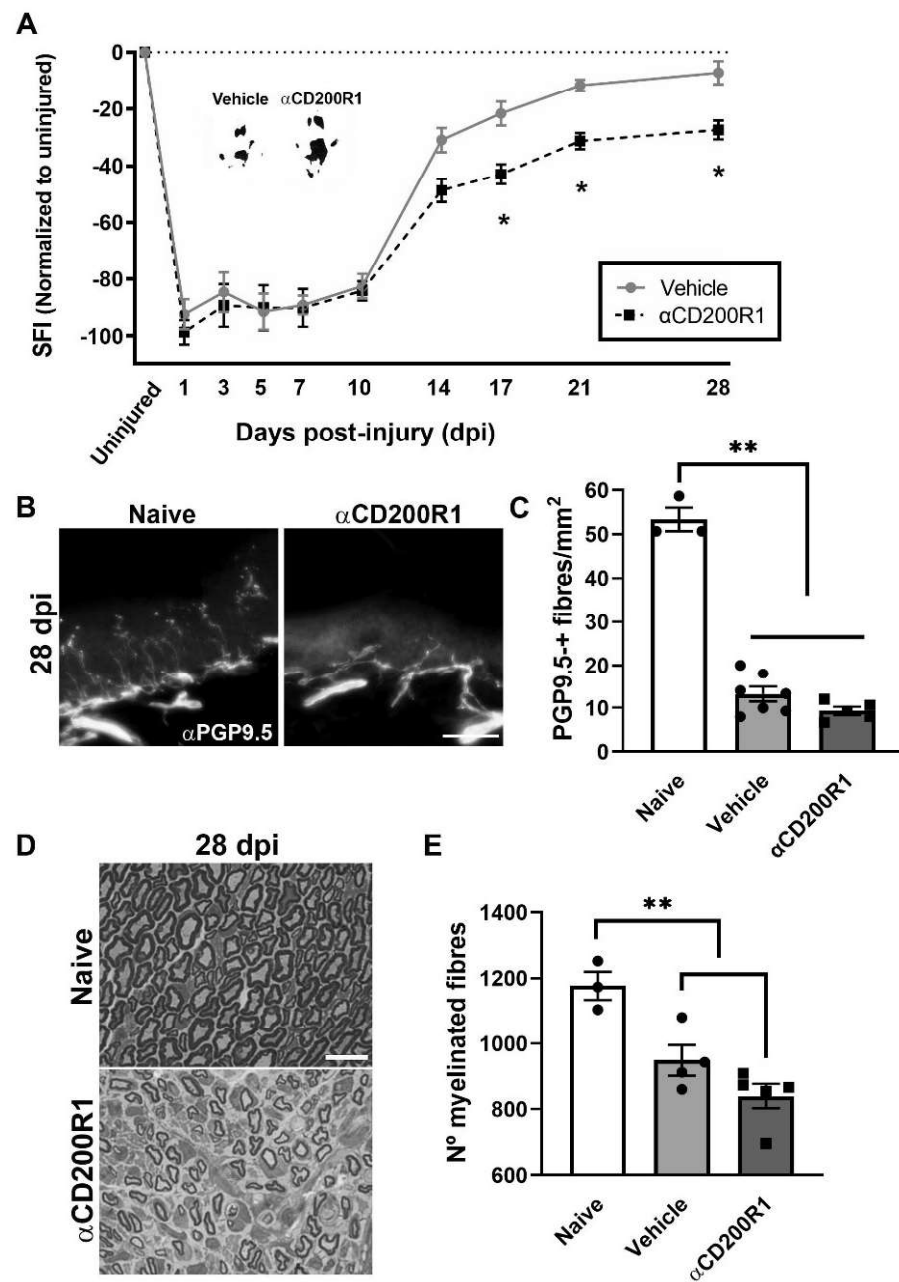 A
SFI (Normalized to uninjured)
0
-20
-40
-60
-80
-100
Vehicle αCD200R1
*
*
*
Vehicle
αCD200R1
Uninjured 1 3 5 7 10 14 17 21 28
Days post-injury (dpi)
B
Naive αCD200R1
28 dpi
αPGP9.5
C
**
PGP9.5-+ fibres/mm²
60
50
40
30
20
10
0
Naive Vehicle αCD200R1
D
28 dpi
Naive
αCD200R1
E
**
Nº myelinated fibres
1400
1200
1000
800
600
Naive Vehicle αCD200R1